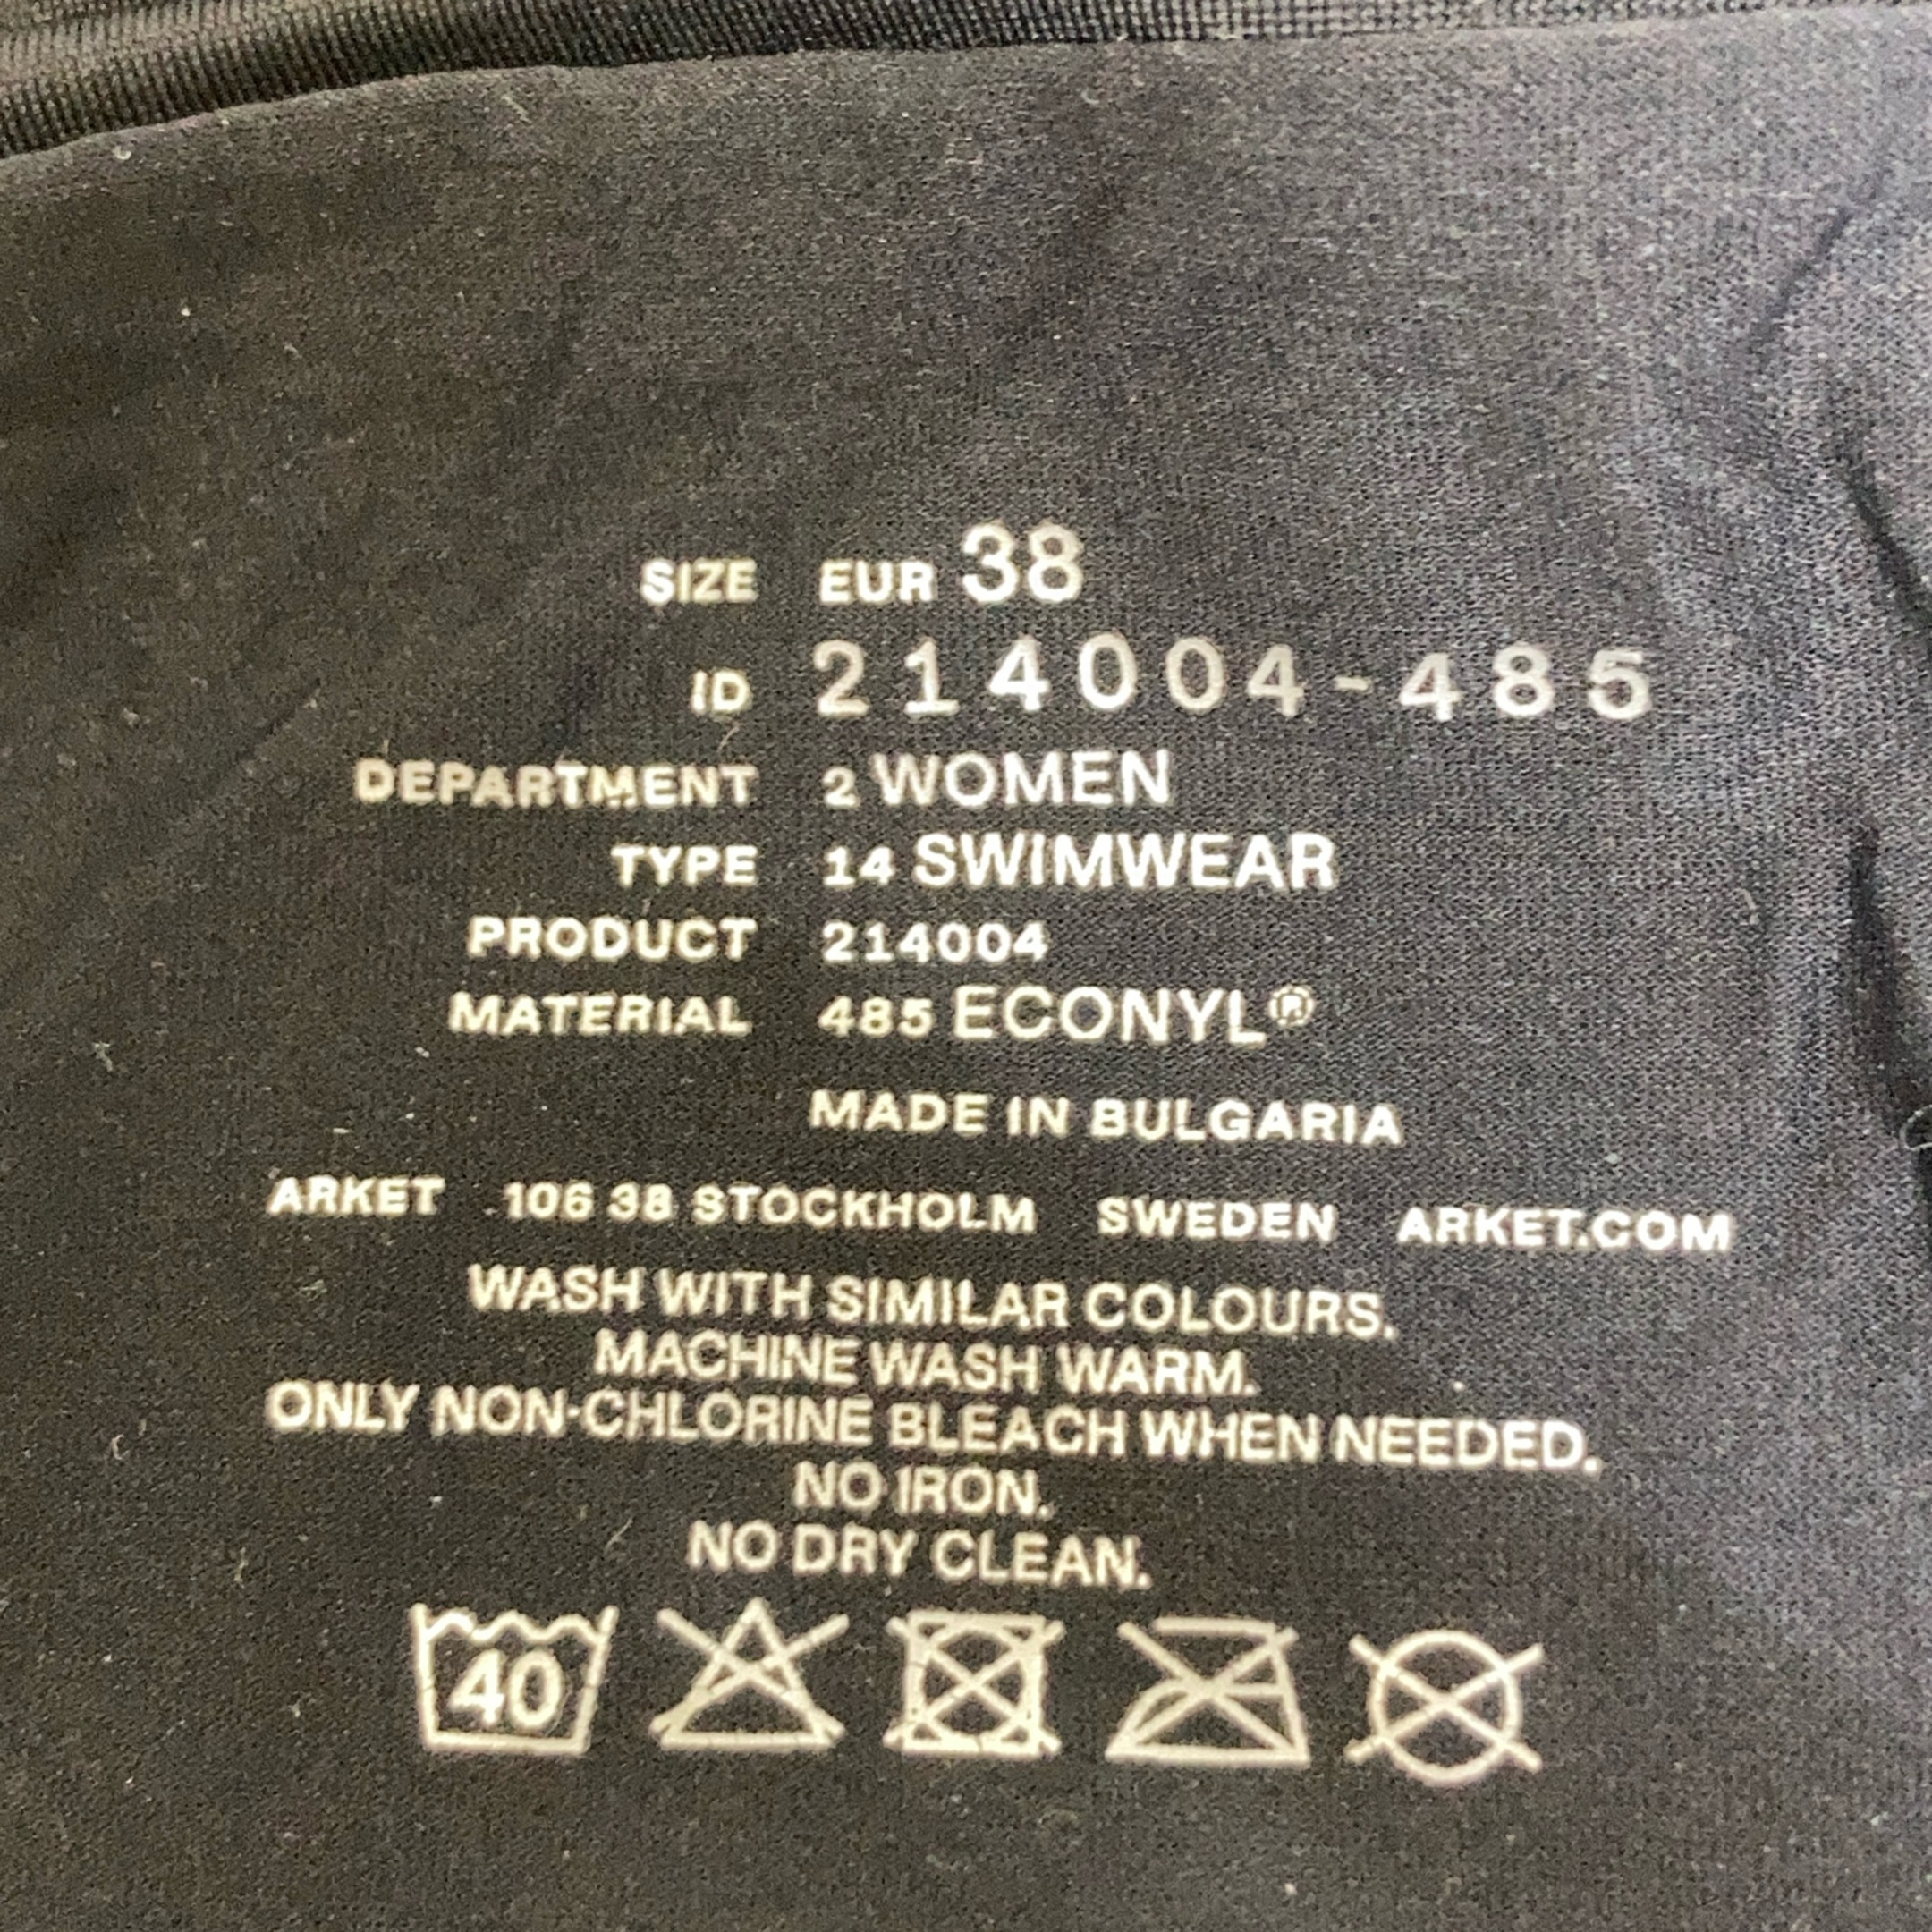 SIZE EUR 38
ID 214004-485
DEPARTMENT 2 WOMEN
TYPE 14 SWIMWEAR
PRODUCT 214004
MATERIAL 485 ECONYL®
MADE IN BULGARIA
ARKET 106 38 STOCKHOLM SWEDEN ARKET.COM
WASH WITH SIMILAR COLOURS.
MACHINE WASH WARM.
ONLY NON-CHLORINE BLEACH WHEN NEEDED.
NO IRON.
NO DRY CLEAN.
40